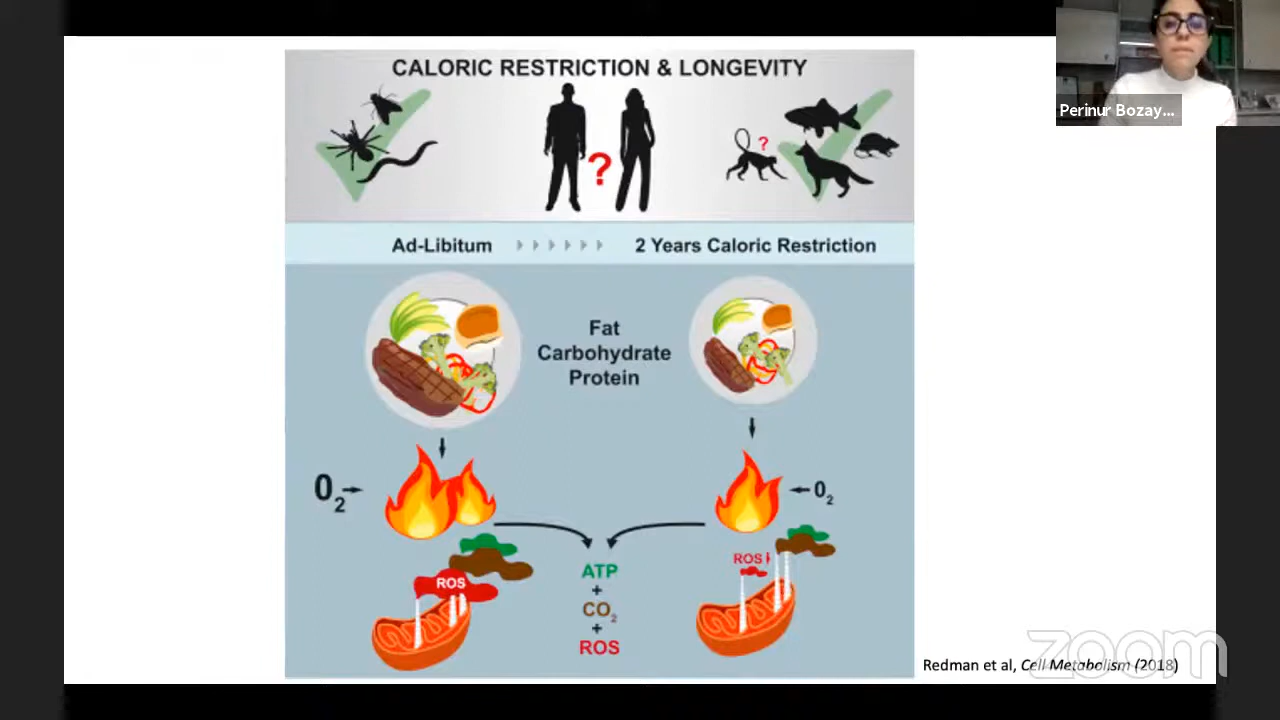 CALORIC RESTRICTION & LONGEVITY
?
?
Ad-Libitum
2 Years Caloric Restriction
Fat
Carbohydrate
Protein
O2
O2
ROS
ROS
ATP
+
CO2
+
ROS
Redman et al, Cell Metabolism (2018)
zoom
Perinur Bozay...